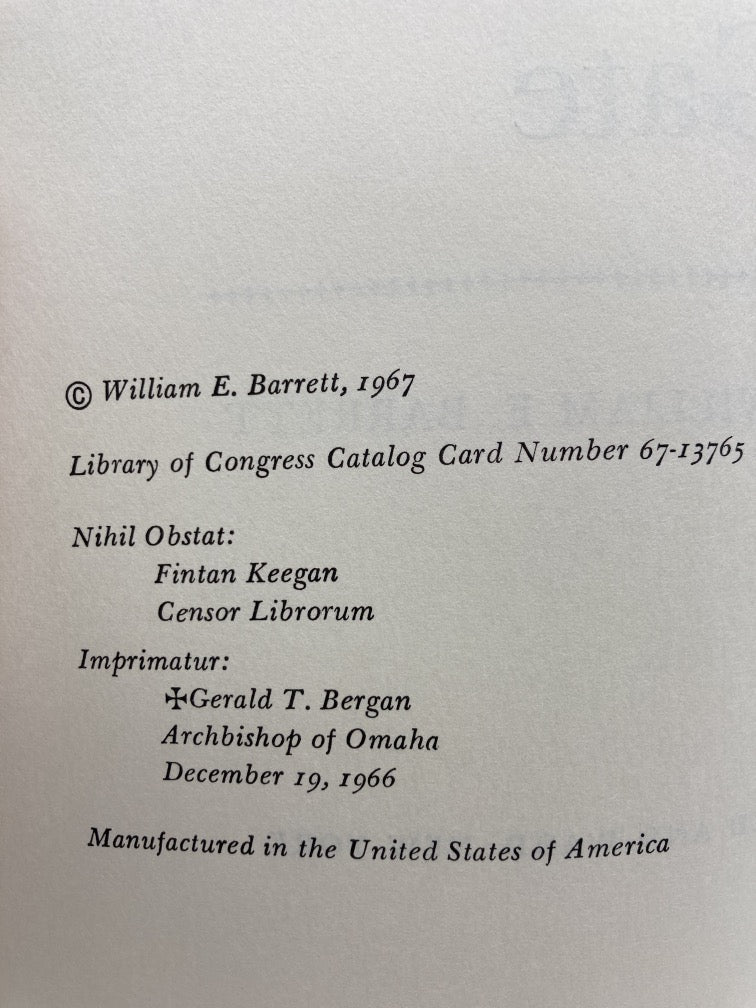 © William E. Barrett, 1967
Library of Congress Catalog Card Number 67-13765
Nihil Obstat:
Fintan Keegan
Censor Librorum
Imprimatur:
✠Gerald T. Bergan
Archbishop of Omaha
December 19, 1966
Manufactured in the United States of America